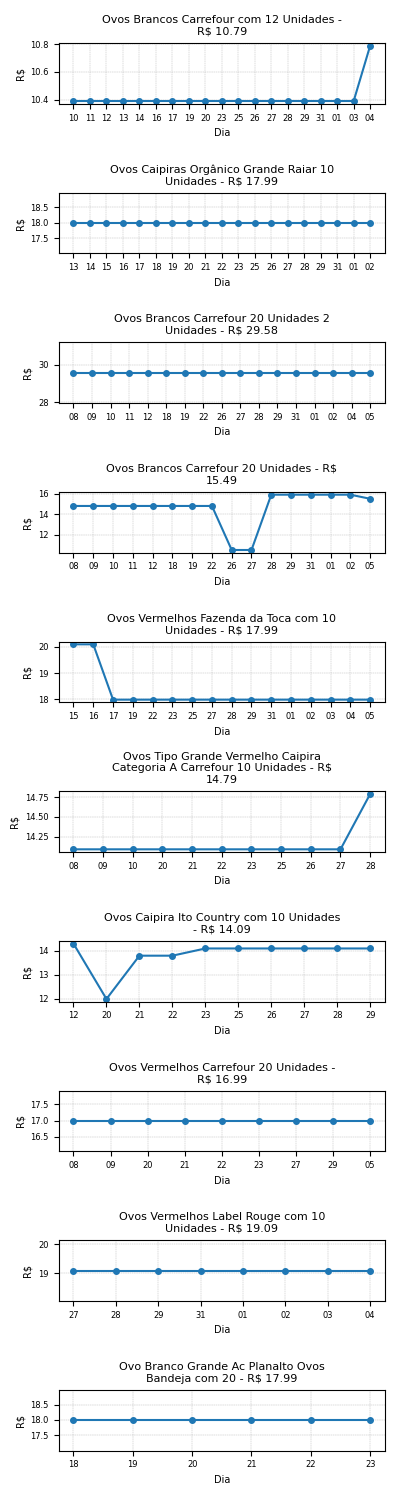 Ovos Brancos Carrefour com 12 Unidades -
R$ 10.79
10.8
10.6
10.4
R$
10 11 12 13 14 16 17 19 20 21 22 23 25 26 28 29 31 01 03 04
Dia
Ovos Caipiras Orgânico Grande Raiar 10
Unidades - R$ 17.99
18.5
18.0
17.5
R$
13 14 15 16 17 18 19 20 21 22 23 25 26 27 28 29 31 01 02
Dia
Ovos Brancos Carrefour 20 Unidades 2
Unidades - R$ 29.58
30
28
R$
08 09 10 11 12 18 19 22 26 27 28 29 31 01 02 04 05
Dia
Ovos Brancos Carrefour 20 Unidades - R$
15.49
16
14
12
R$
08 09 10 11 12 18 19 22 26 27 28 29 31 01 02 05
Dia
Ovos Vermelhos Fazenda da Toca com 10
Unidades - R$ 17.99
20
19
18
R$
15 16 17 19 22 23 25 27 28 29 31 01 02 03 04 05
Dia
Ovos Tipo Grande Vermelho Caipira
Categoria A Carrefour 10 Unidades - R$
14.79
14.75
14.50
14.25
R$
08 09 10 20 21 22 23 25 26 27 28
Dia
Ovos Caipira Ito Country com 10 Unidades
- R$ 14.09
14
13
12
R$
12 20 21 22 23 25 26 27 28 29
Dia
Ovos Vermelhos Carrefour 20 Unidades -
R$ 16.99
17.5
17.0
16.5
R$
08 09 20 21 22 23 27 29 05
Dia
Ovos Vermelhos Label Rouge com 10
Unidades - R$ 19.09
20
19
R$
27 28 29 31 01 02 03 04
Dia
Ovo Branco Grande Ac Planalto Ovos
Bandeja com 20 - R$ 17.99
18.5
18.0
17.5
R$
18 19 20 21 22 23
Dia